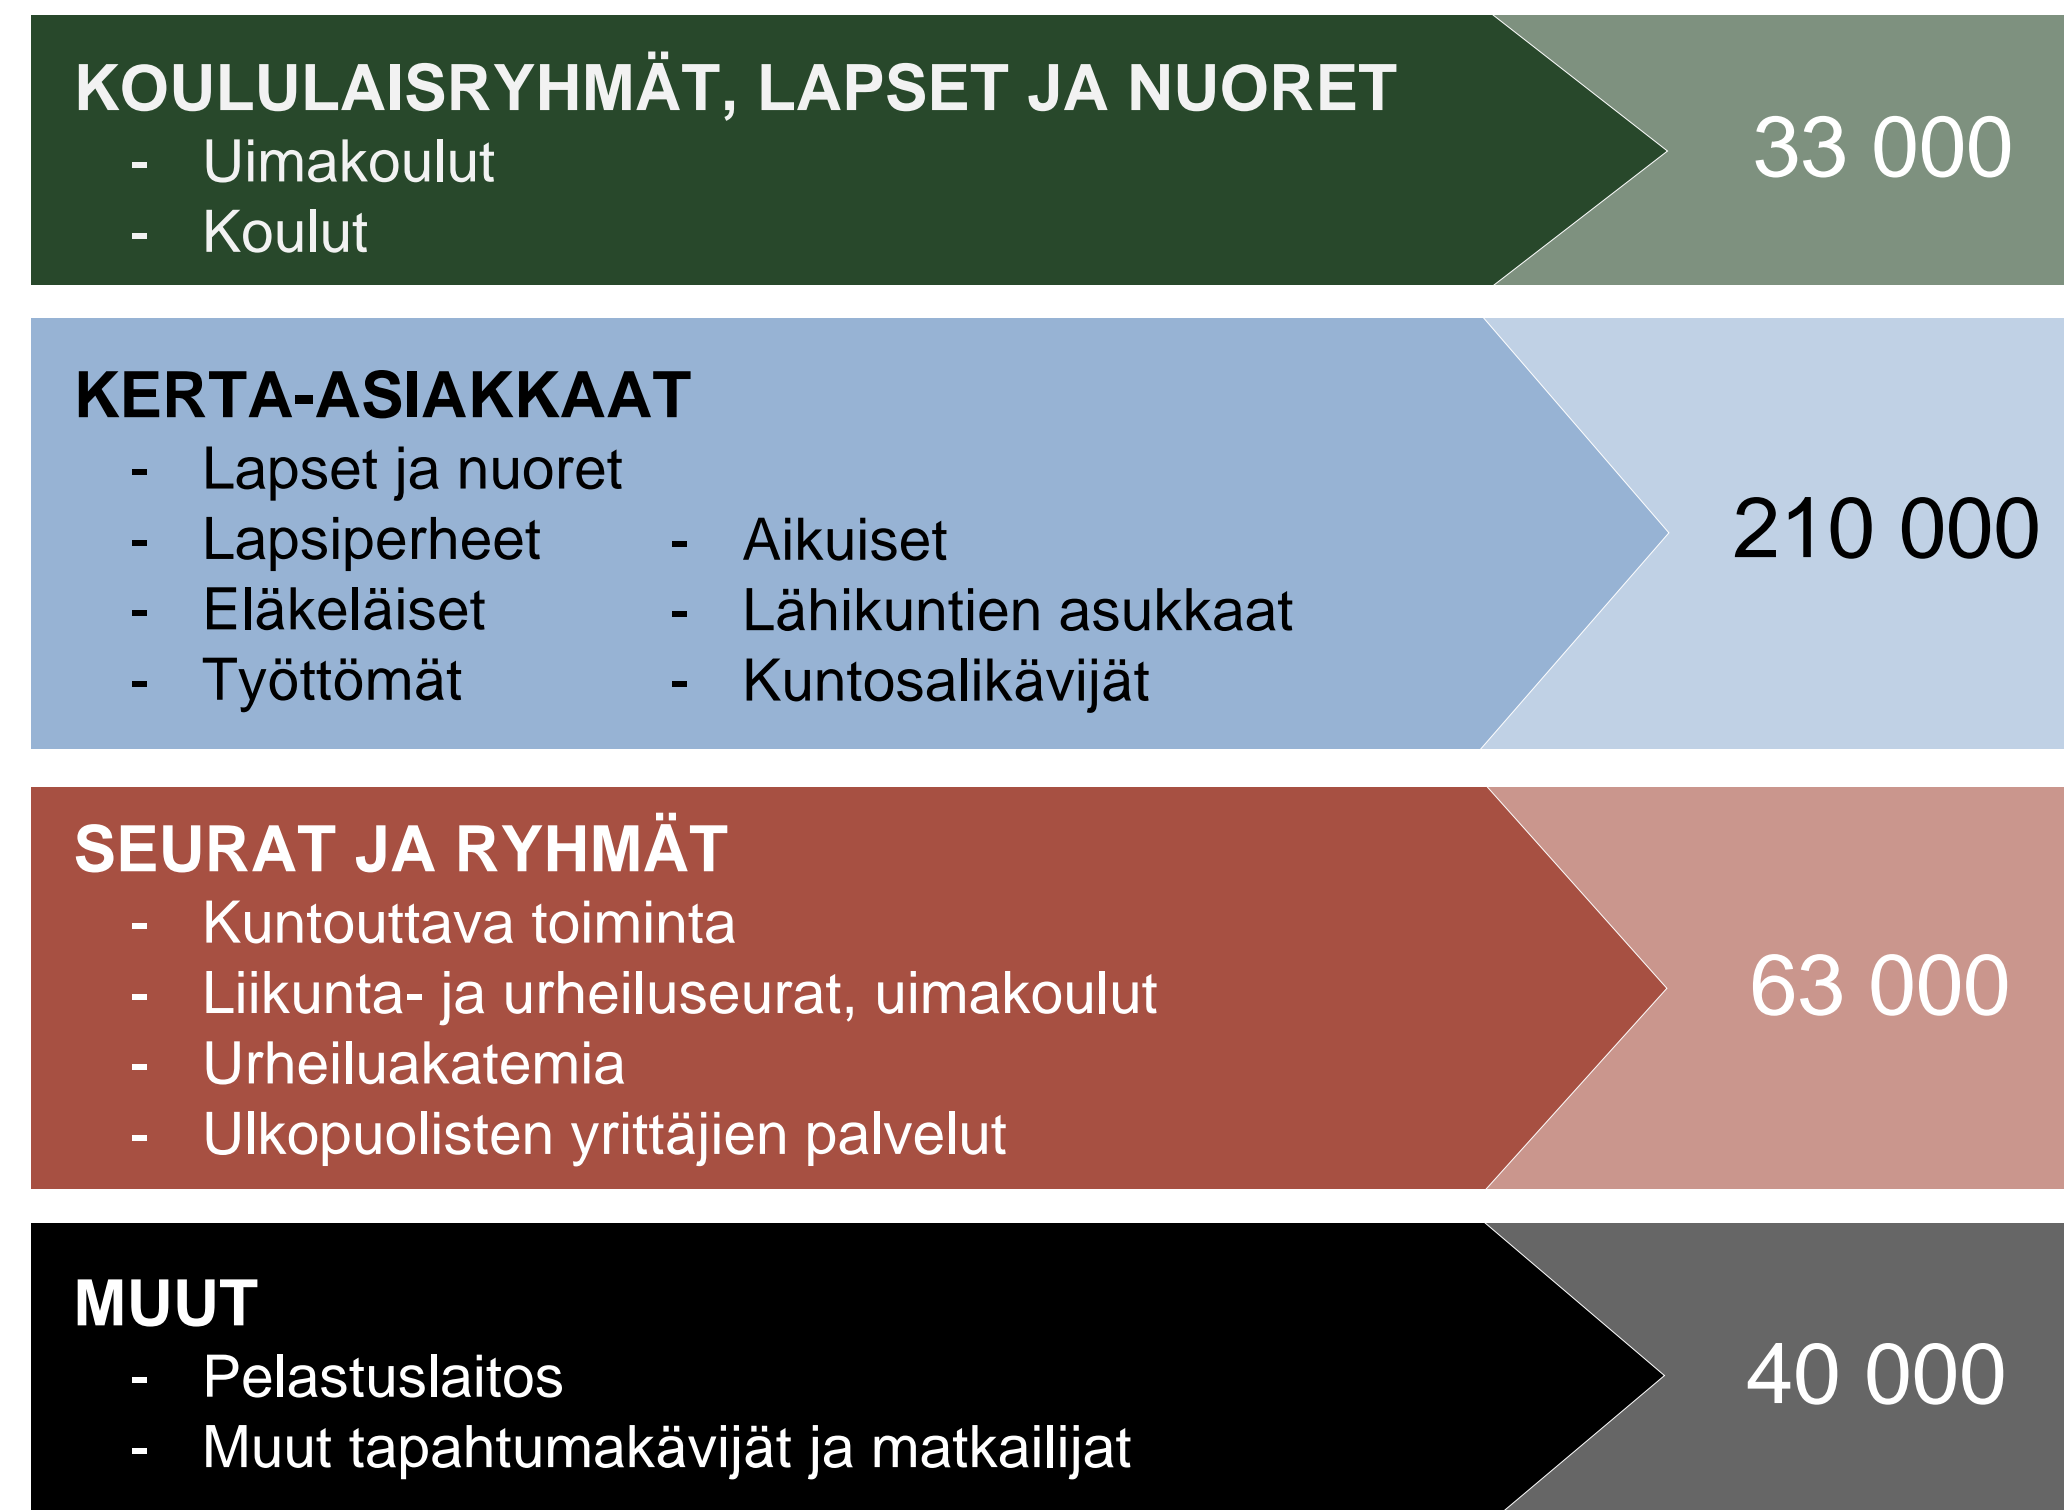 KOULULAISRYHMÄT, LAPSET JA NUORET
- Uimakoulut
- Koulut
33 000
KERTA-ASIAKKAAT
- Lapset ja nuoret
- Lapsiperheet
- Eläkeläiset
- Työttömät
- Aikuiset
- Lähikuntien asukkaat
- Kuntosalikävijät
210 000
SEURAT JA RYHMÄT
- Kuntouttava toiminta
- Liikunta- ja urheiluseurat, uimakoulut
- Urheiluakatemia
- Ulkopuolisten yrittäjien palvelut
63 000
MUUT
- Pelastuslaitos
- Muut tapahtumakävijät ja matkailijat
40 000